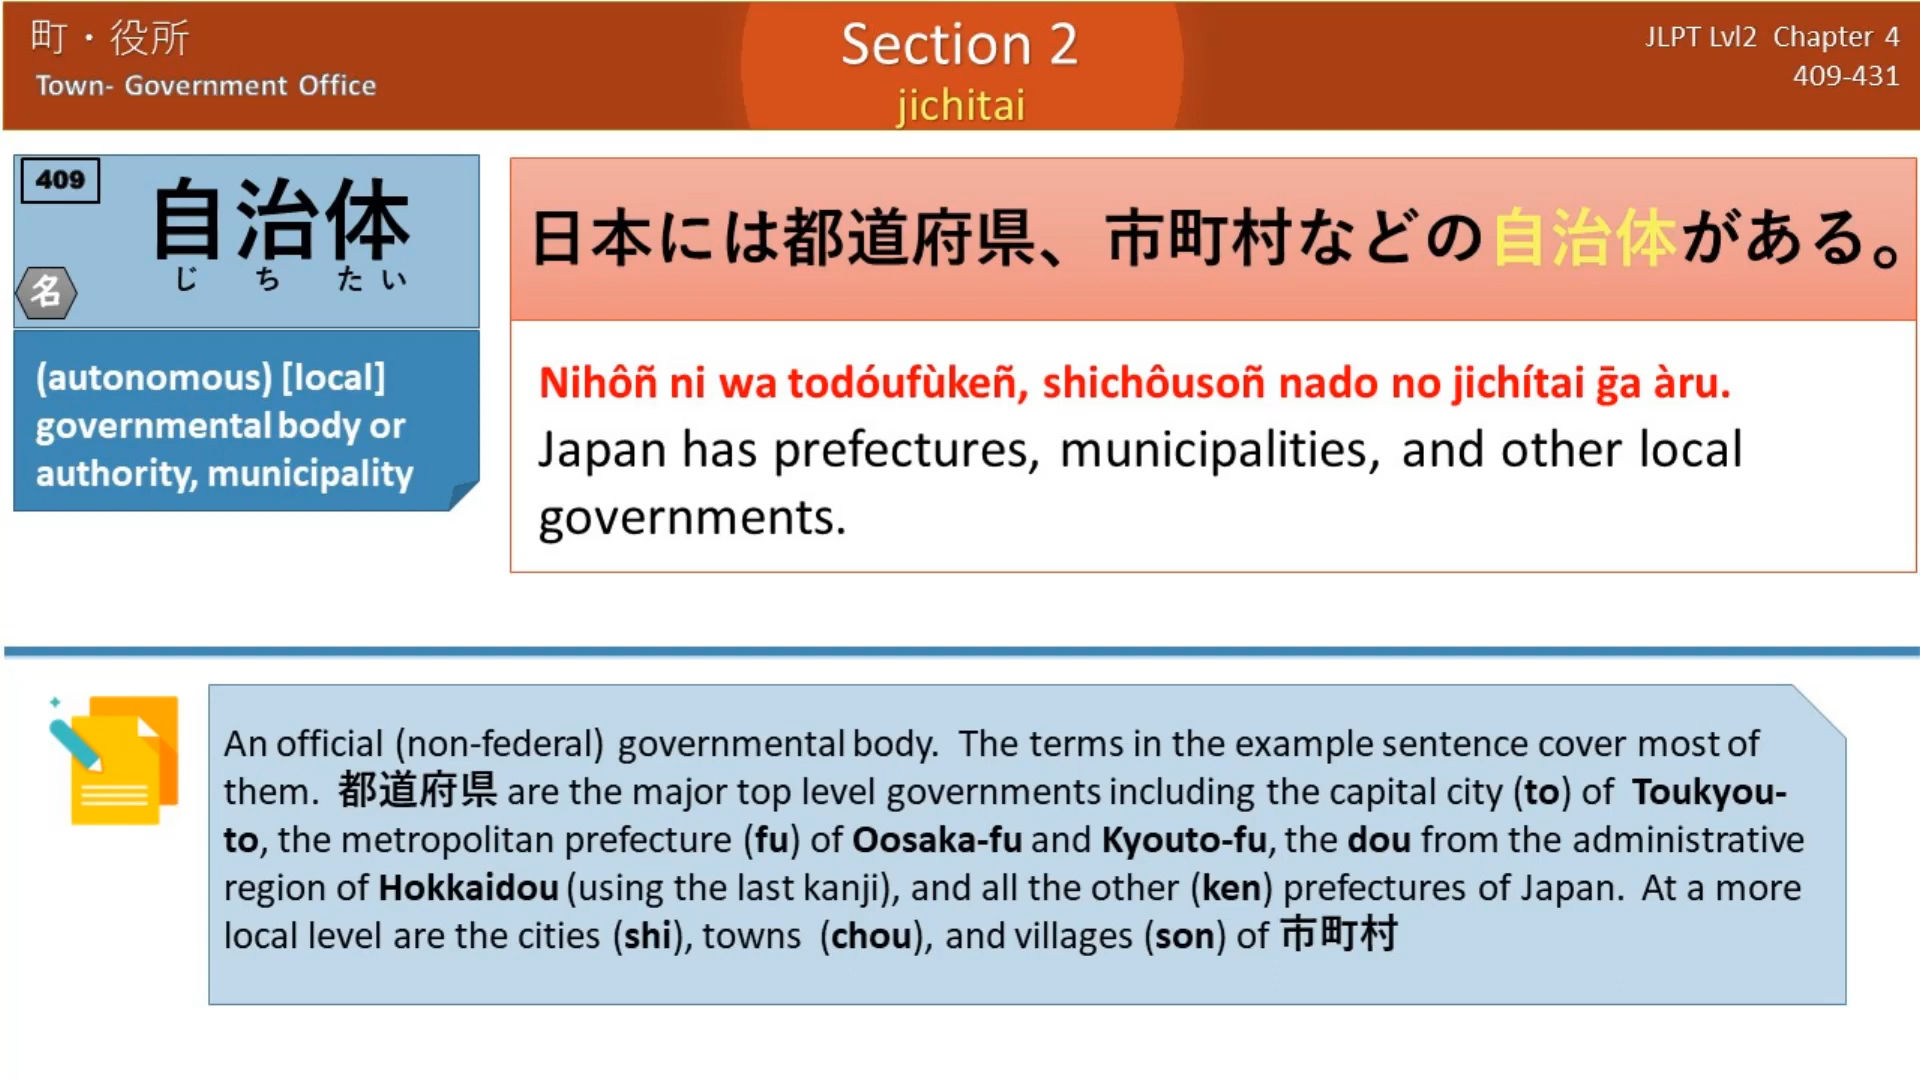 町・役所
Town- Government Office
Section 2
jichitai
JLPT Lvl2 Chapter 4
409-431
409
自治体
じ ち たい
名
(autonomous) [local]
governmental body or
authority, municipality
日本には都道府県、市町村などの自治体がある。
Nihôñ ni wa todóufùkeñ, shichôusoñ nado no jichítai ḡa àru.
Japan has prefectures, municipalities, and other local
governments.
An official (non-federal) governmental body. The terms in the example sentence cover most of
them. 都道府県 are the major top level governments including the capital city (to) of Toukyou-
to, the metropolitan prefecture (fu) of Oosaka-fu and Kyouto-fu, the dou from the administrative
region of Hokkaidou (using the last kanji), and all the other (ken) prefectures of Japan. At a more
local level are the cities (shi), towns (chou), and villages (son) of 市町村